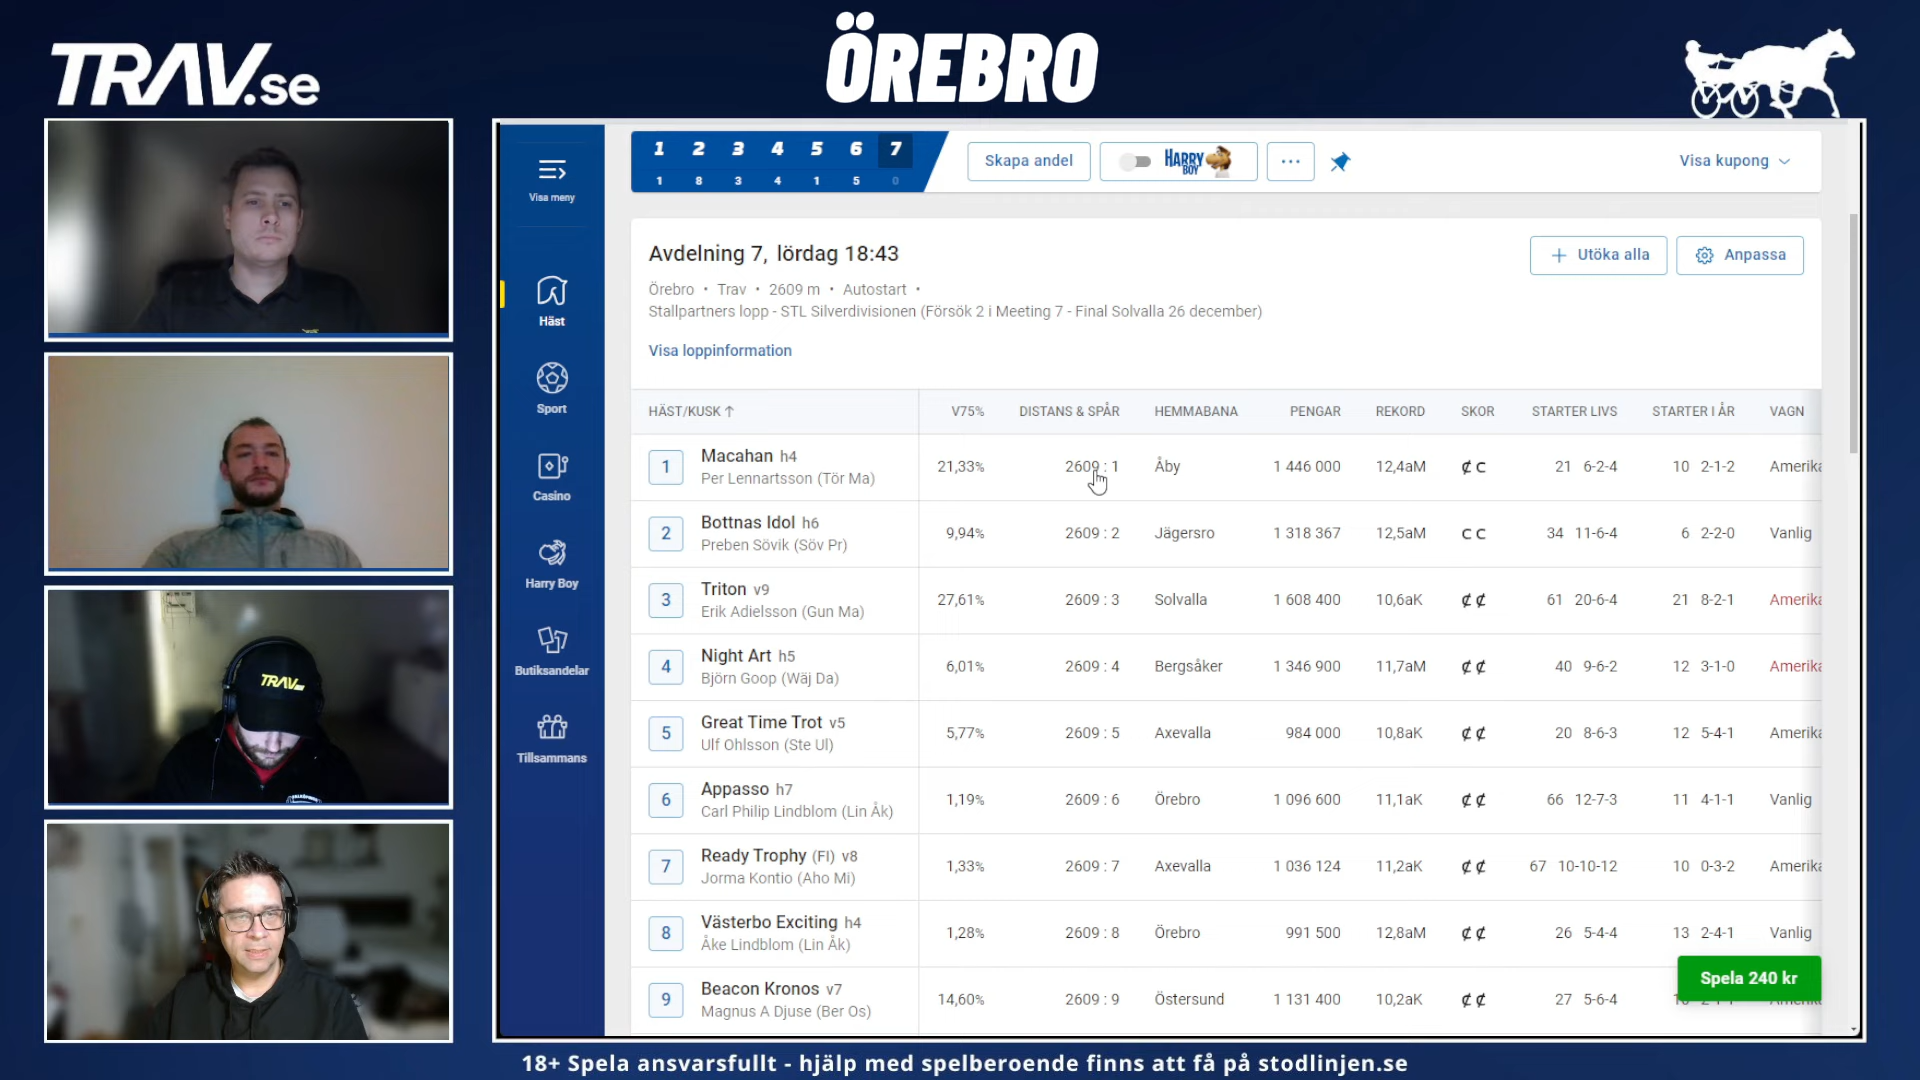 TRAV.se
ÖREBRO
1 2 3 4 5 6 7
1 8 3 4 1 5 0
Skapa andel
HARRY BOY
Visa kupong
Visa meny
Häst
Sport
Casino
Harry Boy
Butiksandelar
Tillsammans
Avdelning 7, lördag 18:43
Utöka alla
Anpassa
Örebro • Trav • 2609 m • Autostart •
Stallpartners lopp - STL Silverdivisionen (Försök 2 i Meeting 7 - Final Solvalla 26 december)
Visa loppinformation
HÄST/KUSK ↑ V75% DISTANS & SPÅR HEMMABANA PENGAR REKORD SKOR STARTER LIVS STARTER I ÅR VAGN
1 Macahan h4 21,33% 2609 : 1 Åby 1 446 000 12,4aM ȼ c 21 6-2-4 10 2-1-2 Amerika
Per Lennartsson (Tör Ma)
2 Bottnas Idol h6 9,94% 2609 : 2 Jägersro 1 318 367 12,5aM c c 34 11-6-4 6 2-2-0 Vanlig
Preben Sövik (Söv Pr)
3 Triton v9 27,61% 2609 : 3 Solvalla 1 608 400 10,6aK ȼ ȼ 61 20-6-4 21 8-2-1 Amerika
Erik Adielsson (Gun Ma)
4 Night Art h5 6,01% 2609 : 4 Bergsåker 1 346 900 11,7aM ȼ ȼ 40 9-6-2 12 3-1-0 Amerika
Björn Goop (Wäj Da)
5 Great Time Trot v5 5,77% 2609 : 5 Axevalla 984 000 10,8aK ȼ ȼ 20 8-6-3 12 5-4-1 Amerika
Ulf Ohlsson (Ste Ul)
6 Appasso h7 1,19% 2609 : 6 Örebro 1 096 600 11,1aK ȼ ȼ 66 12-7-3 11 4-1-1 Vanlig
Carl Philip Lindblom (Lin Åk)
7 Ready Trophy (FI) v8 1,33% 2609 : 7 Axevalla 1 036 124 11,2aK ȼ ȼ 67 10-10-12 10 0-3-2 Amerika
Jorma Kontio (Aho Mi)
8 Västerbo Exciting h4 1,28% 2609 : 8 Örebro 991 500 12,8aM ȼ ȼ 26 5-4-4 13 2-4-1 Vanlig
Åke Lindblom (Lin Åk)
9 Beacon Kronos v7 14,60% 2609 : 9 Östersund 1 131 400 10,2aK ȼ ȼ 27 5-6-4
Magnus A Djuse (Ber Os)
Spela 240 kr
TRAV.se
18+ Spela ansvarsfullt - hjälp med spelberoende finns att få på stodlinjen.se